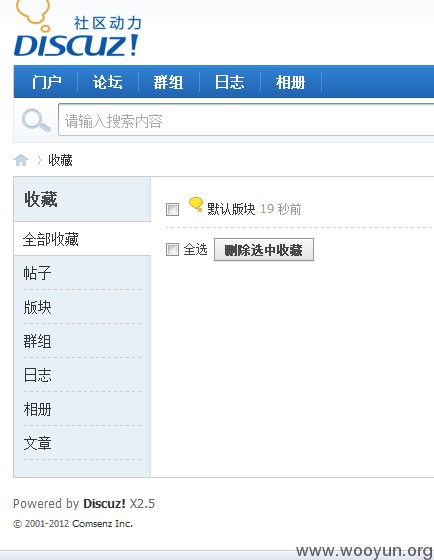 社区动力
DISCUZ!
门户 论坛 群组 日志 相册
请输入搜索内容
收藏
收藏
全部收藏
帖子
版块
群组
日志
相册
文章
默认版块 19 秒前
全选 删除选中收藏
Powered by Discuz! X2.5
© 2001-2012 Comsenz Inc.
www.wooyun.org